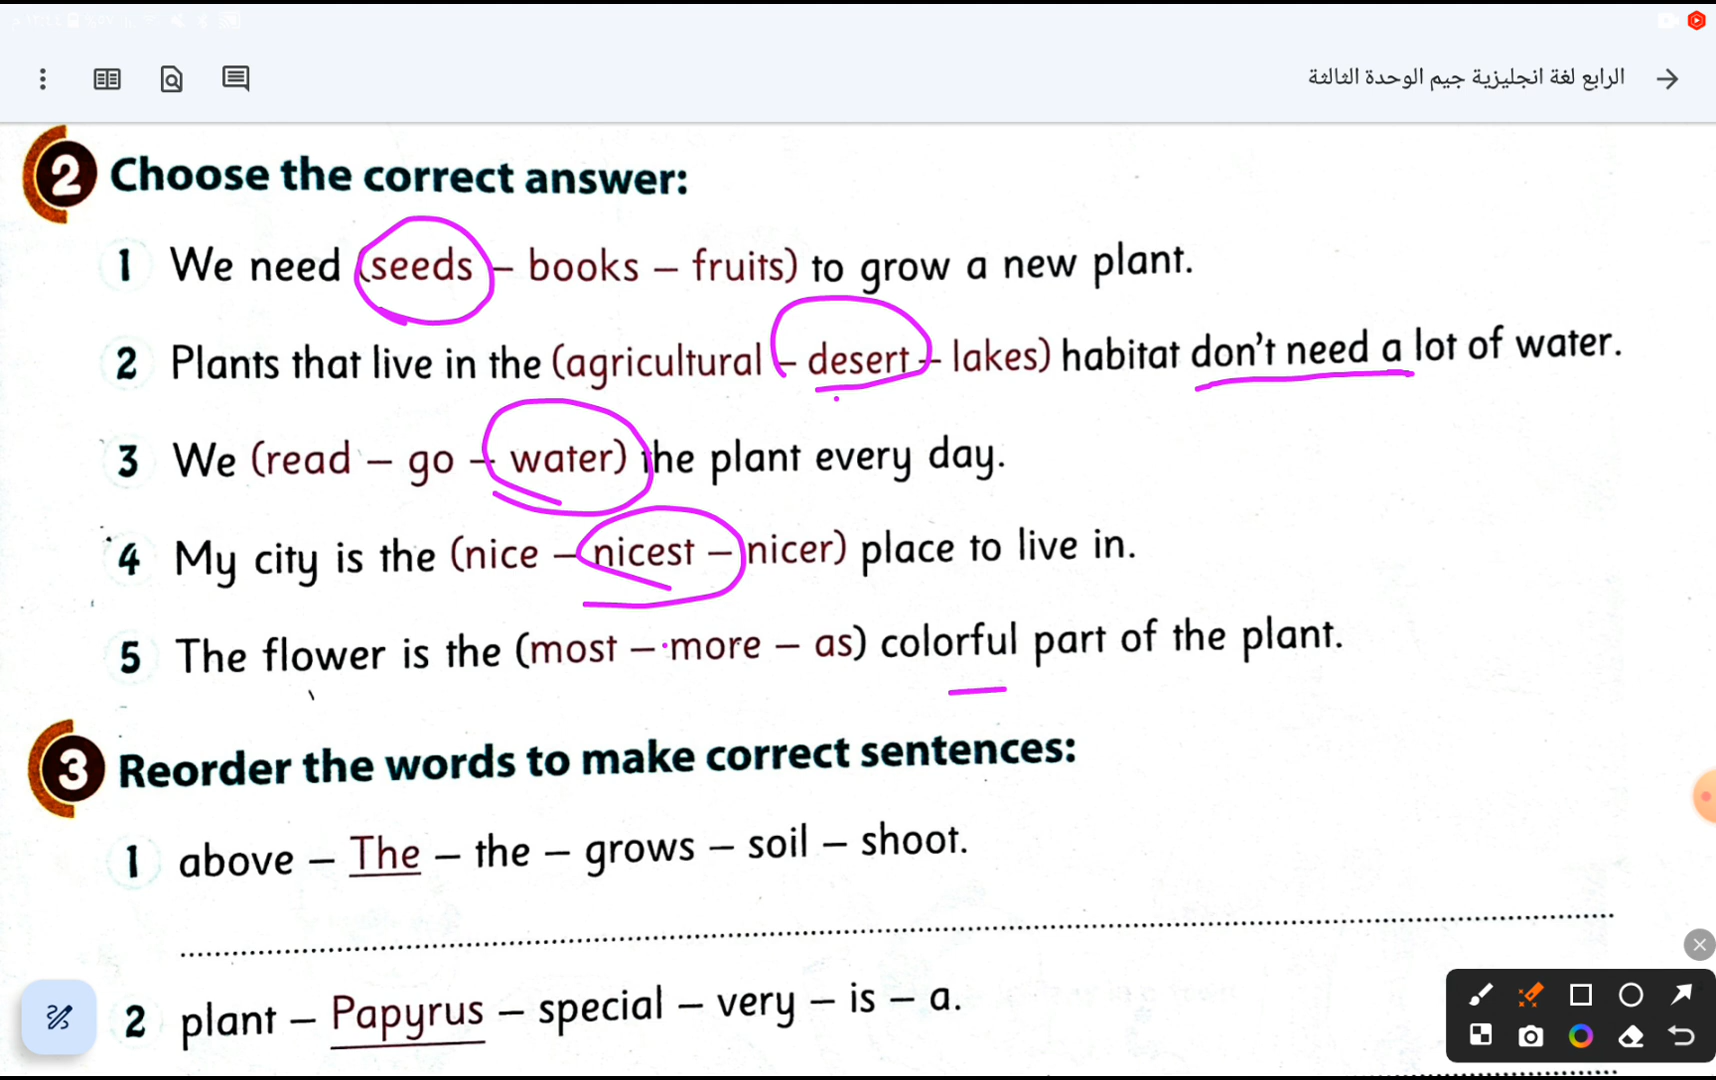 الرابع لغة انجليزية جيم الوحدة الثالثة
2 Choose the correct answer:
1 We need (seeds – books – fruits) to grow a new plant.
2 Plants that live in the (agricultural – desert – lakes) habitat don't need a lot of water.
3 We (read – go – water) the plant every day.
4 My city is the (nice – nicest – nicer) place to live in.
5 The flower is the (most – more – as) colorful part of the plant.
3 Reorder the words to make correct sentences:
1 above – The – the – grows – soil – shoot.
2 plant – Papyrus – special – very – is – a.